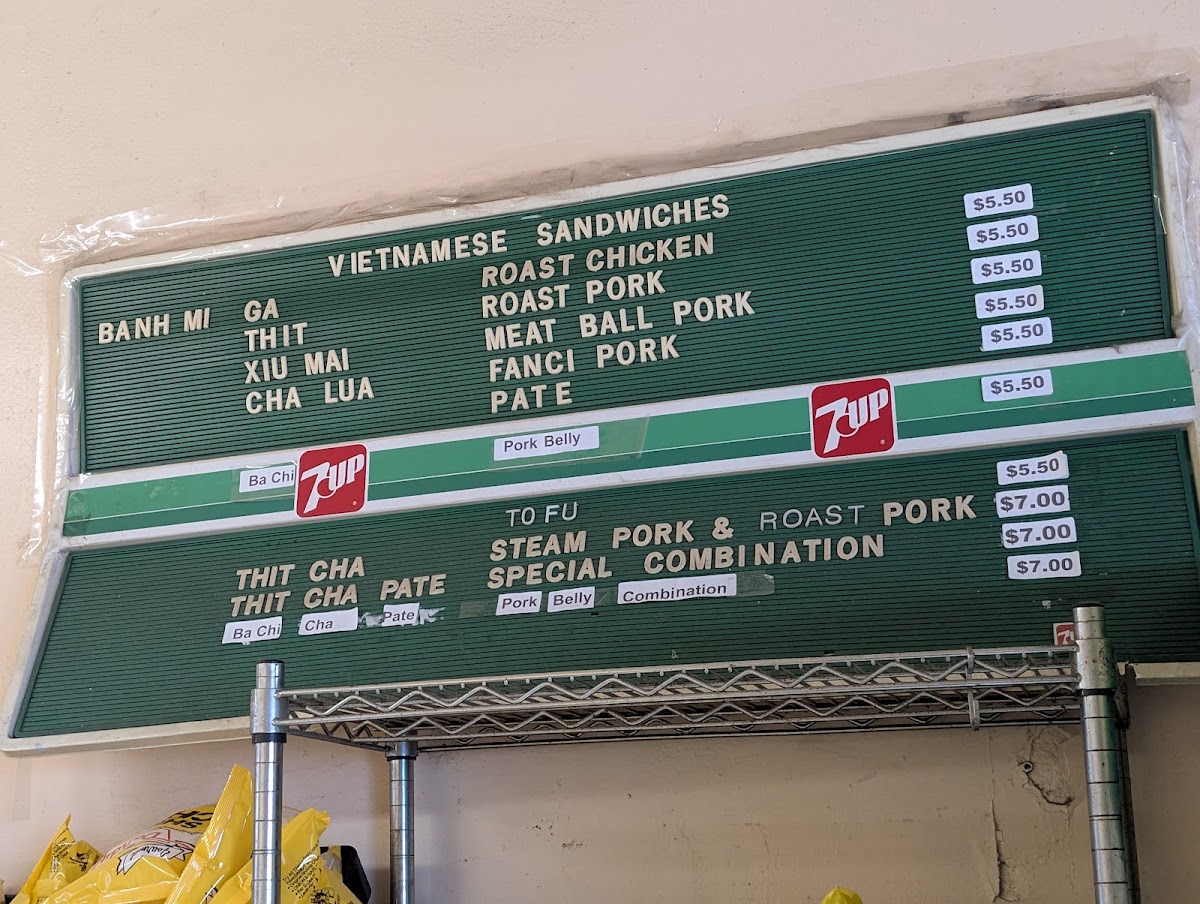 VIETNAMESE SANDWICHES
BANH MI GA ROAST CHICKEN $5.50
THIT ROAST PORK $5.50
XIU MAI MEAT BALL PORK $5.50
CHA LUA FANCI PORK $5.50
PATE $5.50
Ba Chi 7UP Pork Belly 7UP $5.50
TO FU $5.50
THIT CHA STEAM PORK & ROAST PORK $7.00
THIT CHA PATE SPECIAL COMBINATION $7.00
Ba Chi Cha Pate Pork Belly Combination $7.00